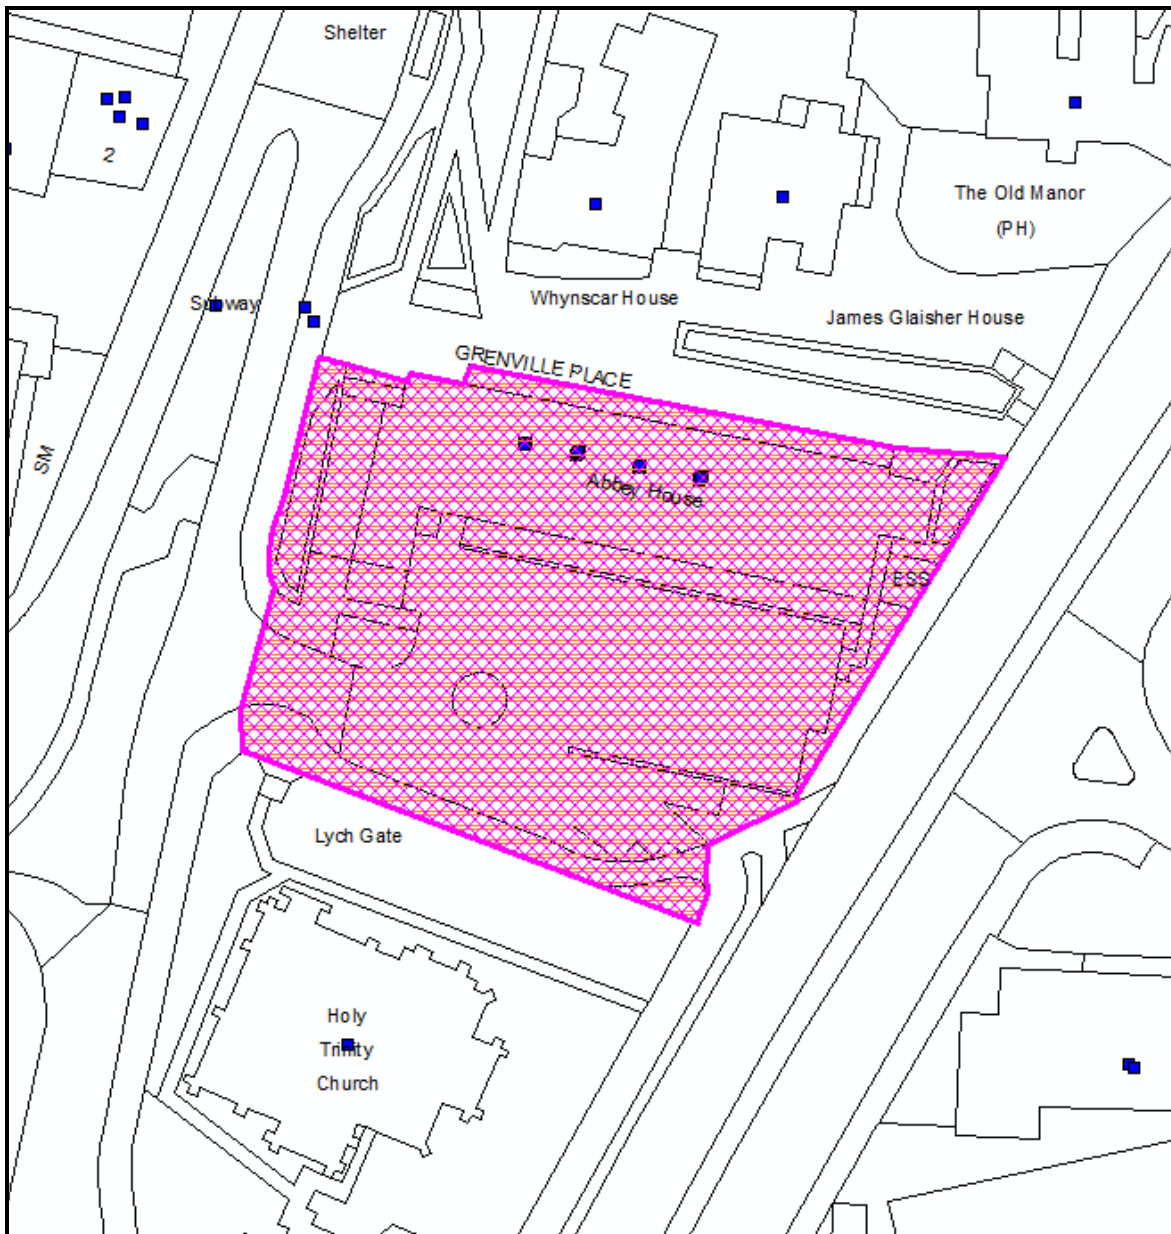 Shelter
2
The Old Manor
(PH)
Subway
Whynscar House
James Glaisher House
GRENVILLE PLACE
SM
Abbey House
ESS
Lych Gate
Holy
Trinity
Church